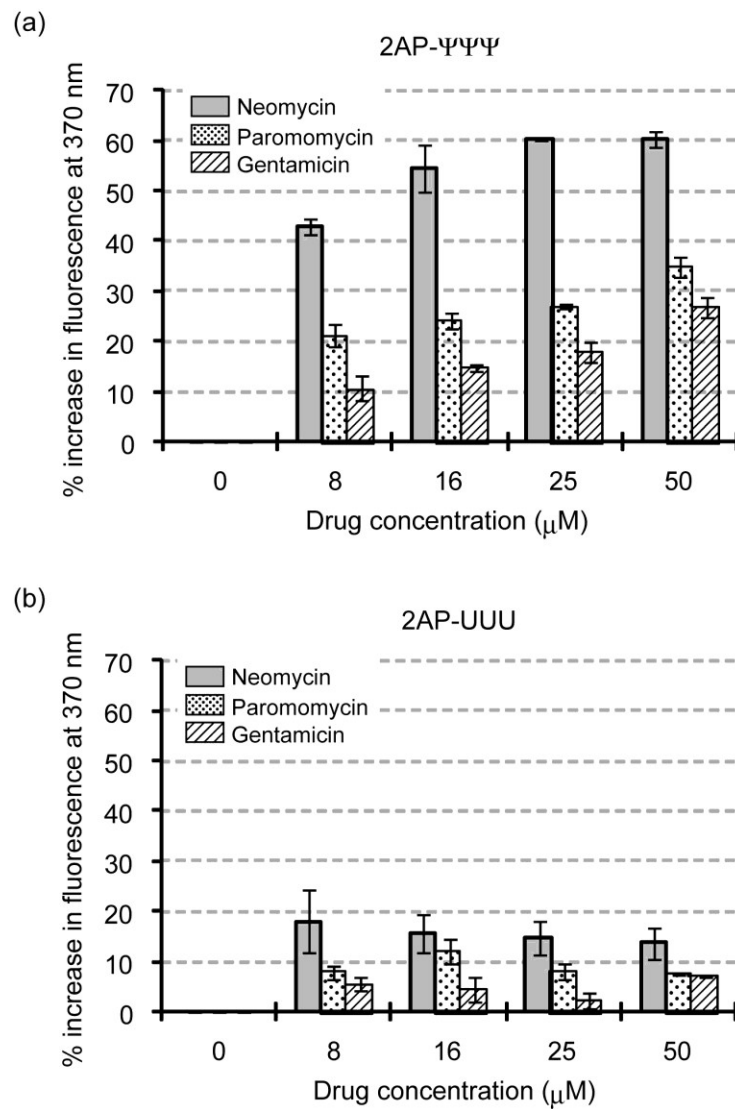 (a)
2AP-ΨΨΨ
% increase in fluorescence at 370 nm
70
60
50
40
30
20
10
0
Neomycin
Paromomycin
Gentamicin
0 8 16 25 50
Drug concentration (μM)
(b)
2AP-UUU
% increase in fluorescence at 370 nm
70
60
50
40
30
20
10
0
Neomycin
Paromomycin
Gentamicin
0 8 16 25 50
Drug concentration (μM)